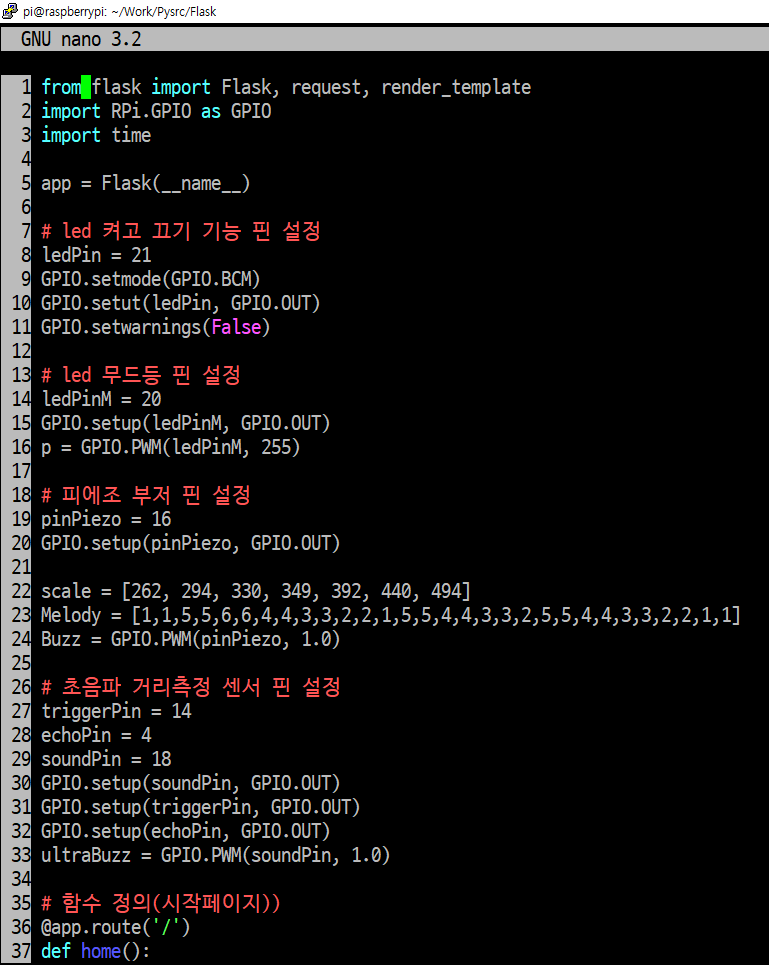 pi@raspberrypi: ~/Work/Pysrc/Flask
GNU nano 3.2
1 from flask import Flask, request, render_template
2 import RPi.GPIO as GPIO
3 import time
4
5 app = Flask(__name__)
6
7 # led 켜고 끄기 기능 핀 설정
8 ledPin = 21
9 GPIO.setmode(GPIO.BCM)
10 GPIO.setut(ledPin, GPIO.OUT)
11 GPIO.setwarnings(False)
12
13 # led 무드등 핀 설정
14 ledPinM = 20
15 GPIO.setup(ledPinM, GPIO.OUT)
16 p = GPIO.PWM(ledPinM, 255)
17
18 # 피에조 부저 핀 설정
19 pinPiezo = 16
20 GPIO.setup(pinPiezo, GPIO.OUT)
21
22 scale = [262, 294, 330, 349, 392, 440, 494]
23 Melody = [1,1,5,5,6,6,4,4,3,3,2,2,1,5,5,4,4,3,3,2,5,5,4,4,3,3,2,2,1,1]
24 Buzz = GPIO.PWM(pinPiezo, 1.0)
25
26 # 초음파 거리측정 센서 핀 설정
27 triggerPin = 14
28 echoPin = 4
29 soundPin = 18
30 GPIO.setup(soundPin, GPIO.OUT)
31 GPIO.setup(triggerPin, GPIO.OUT)
32 GPIO.setup(echoPin, GPIO.OUT)
33 ultraBuzz = GPIO.PWM(soundPin, 1.0)
34
35 # 함수 정의(시작페이지))
36 @app.route('/')
37 def home():